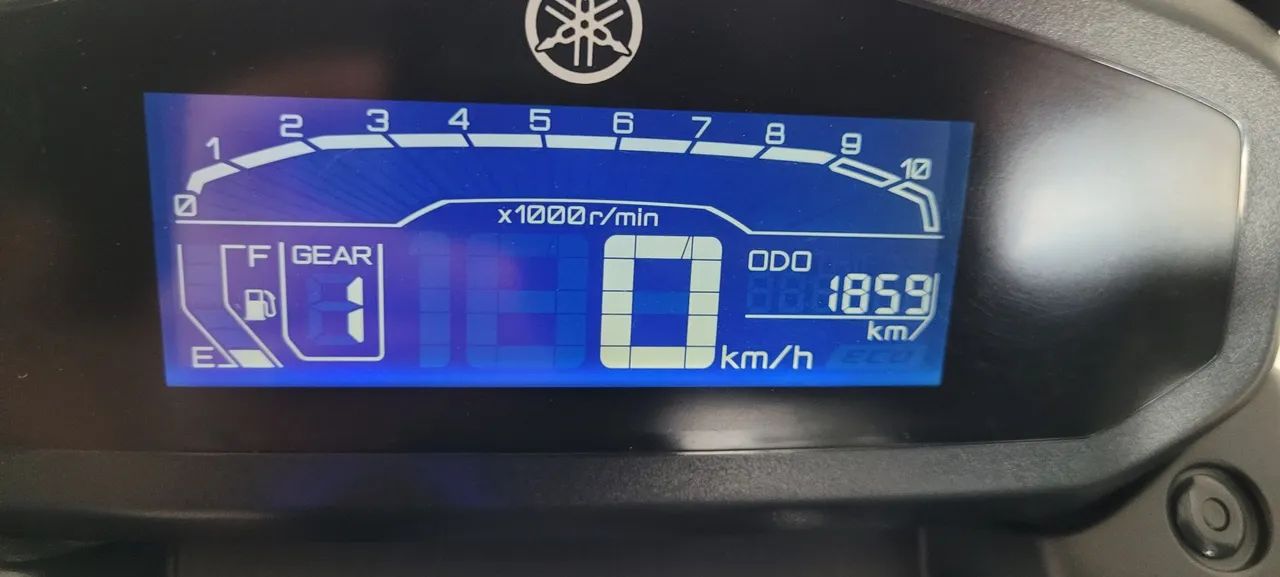 0 1 2 3 4 5 6 7 8 9 10
x1000r/min
F GEAR ODO
1 0 1859
km
E km/h
ECO